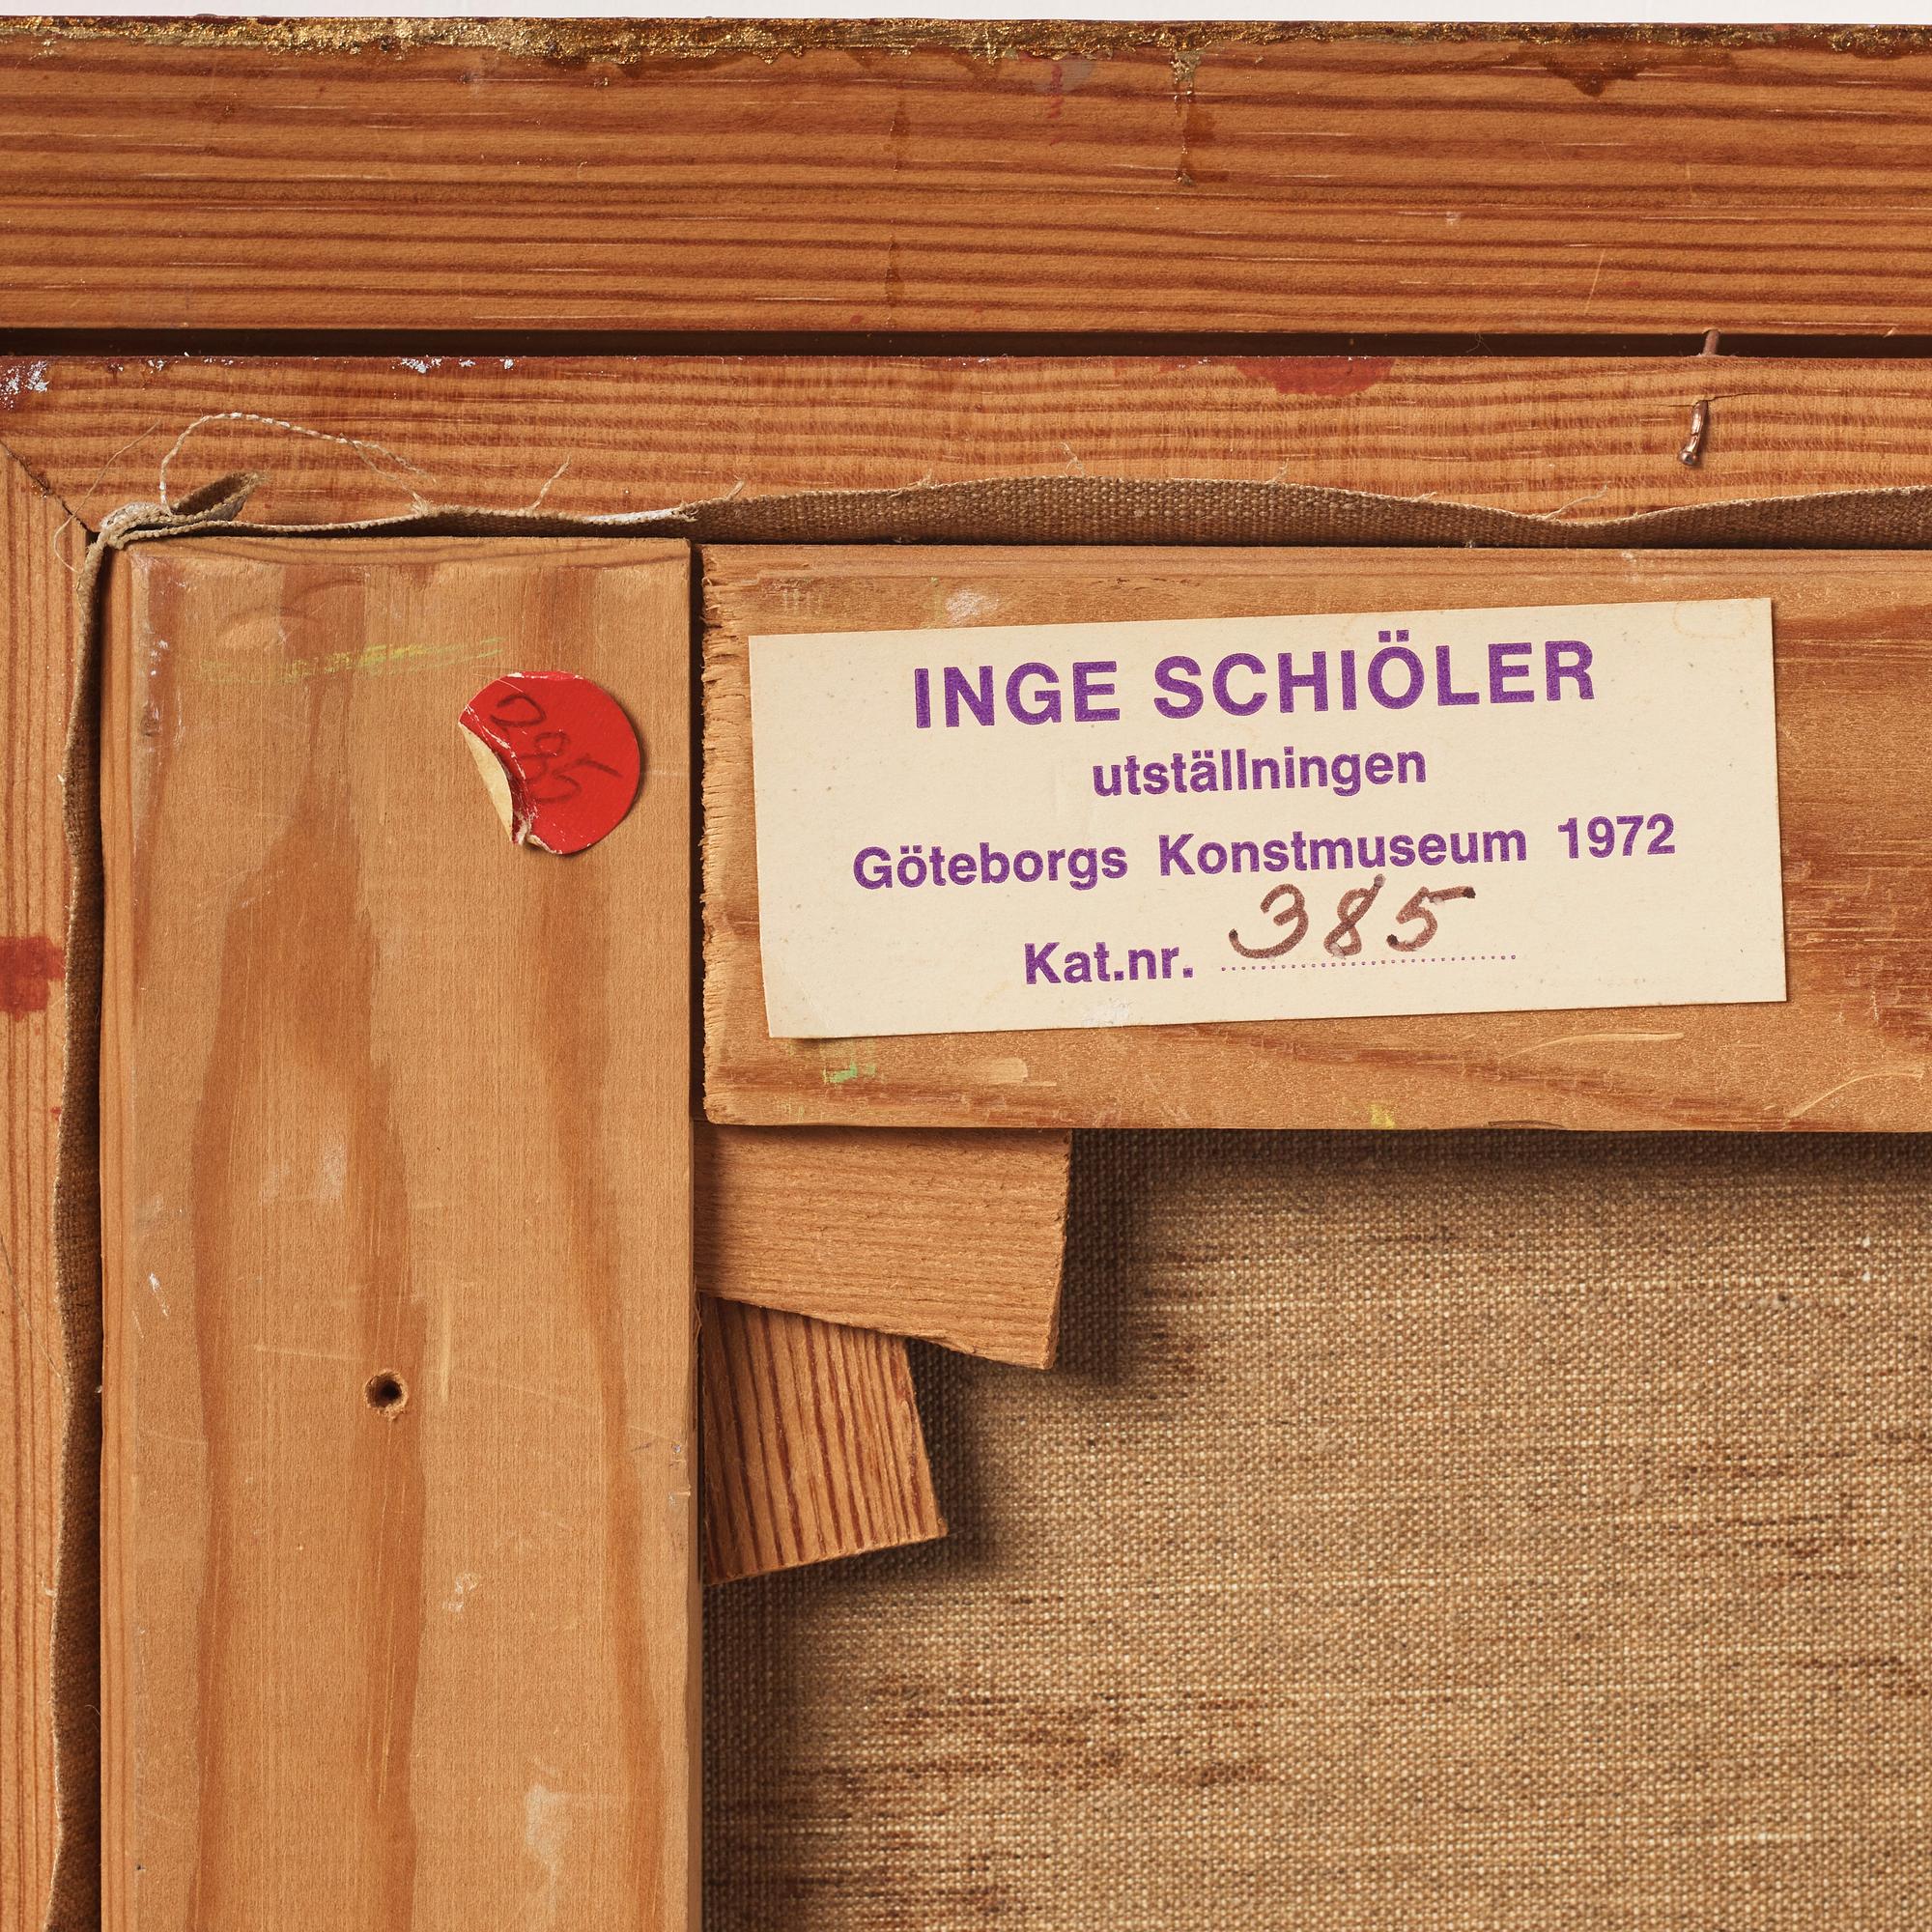 INGE SCHIÖLER
utställningen
Göteborgs Konstmuseum 1972
Kat.nr. 385